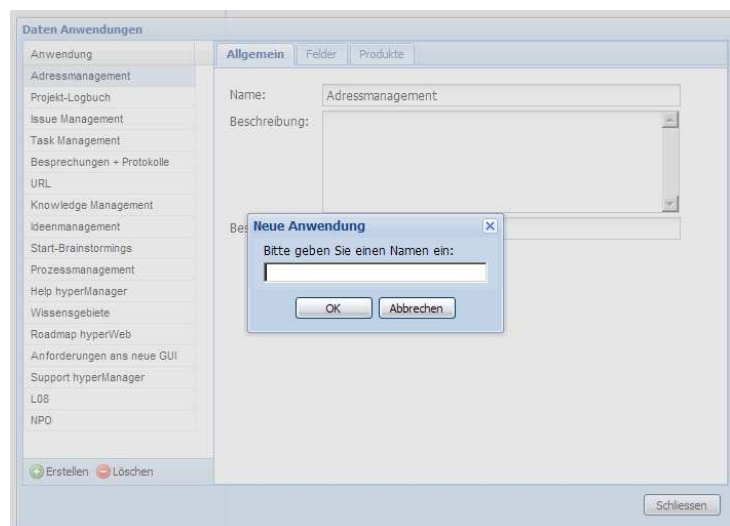 Daten Anwendungen
Anwendung
Adressmanagement
Projekt-Logbuch
Issue Management
Task Management
Besprechungen + Protokolle
URL
Knowledge Management
Ideenmanagement
Start-Brainstormings
Prozessmanagement
Help hyperManager
Wissensgebiete
Roadmap hyperWeb
Anforderungen ans neue GUI
Support hyperManager
L08
NPO
Erstellen Löschen
Allgemein Felder Produkte
Name: Adressmanagement
Beschreibung:
Bes
Neue Anwendung
Bitte geben Sie einen Namen ein:
OK Abbrechen
Schliessen